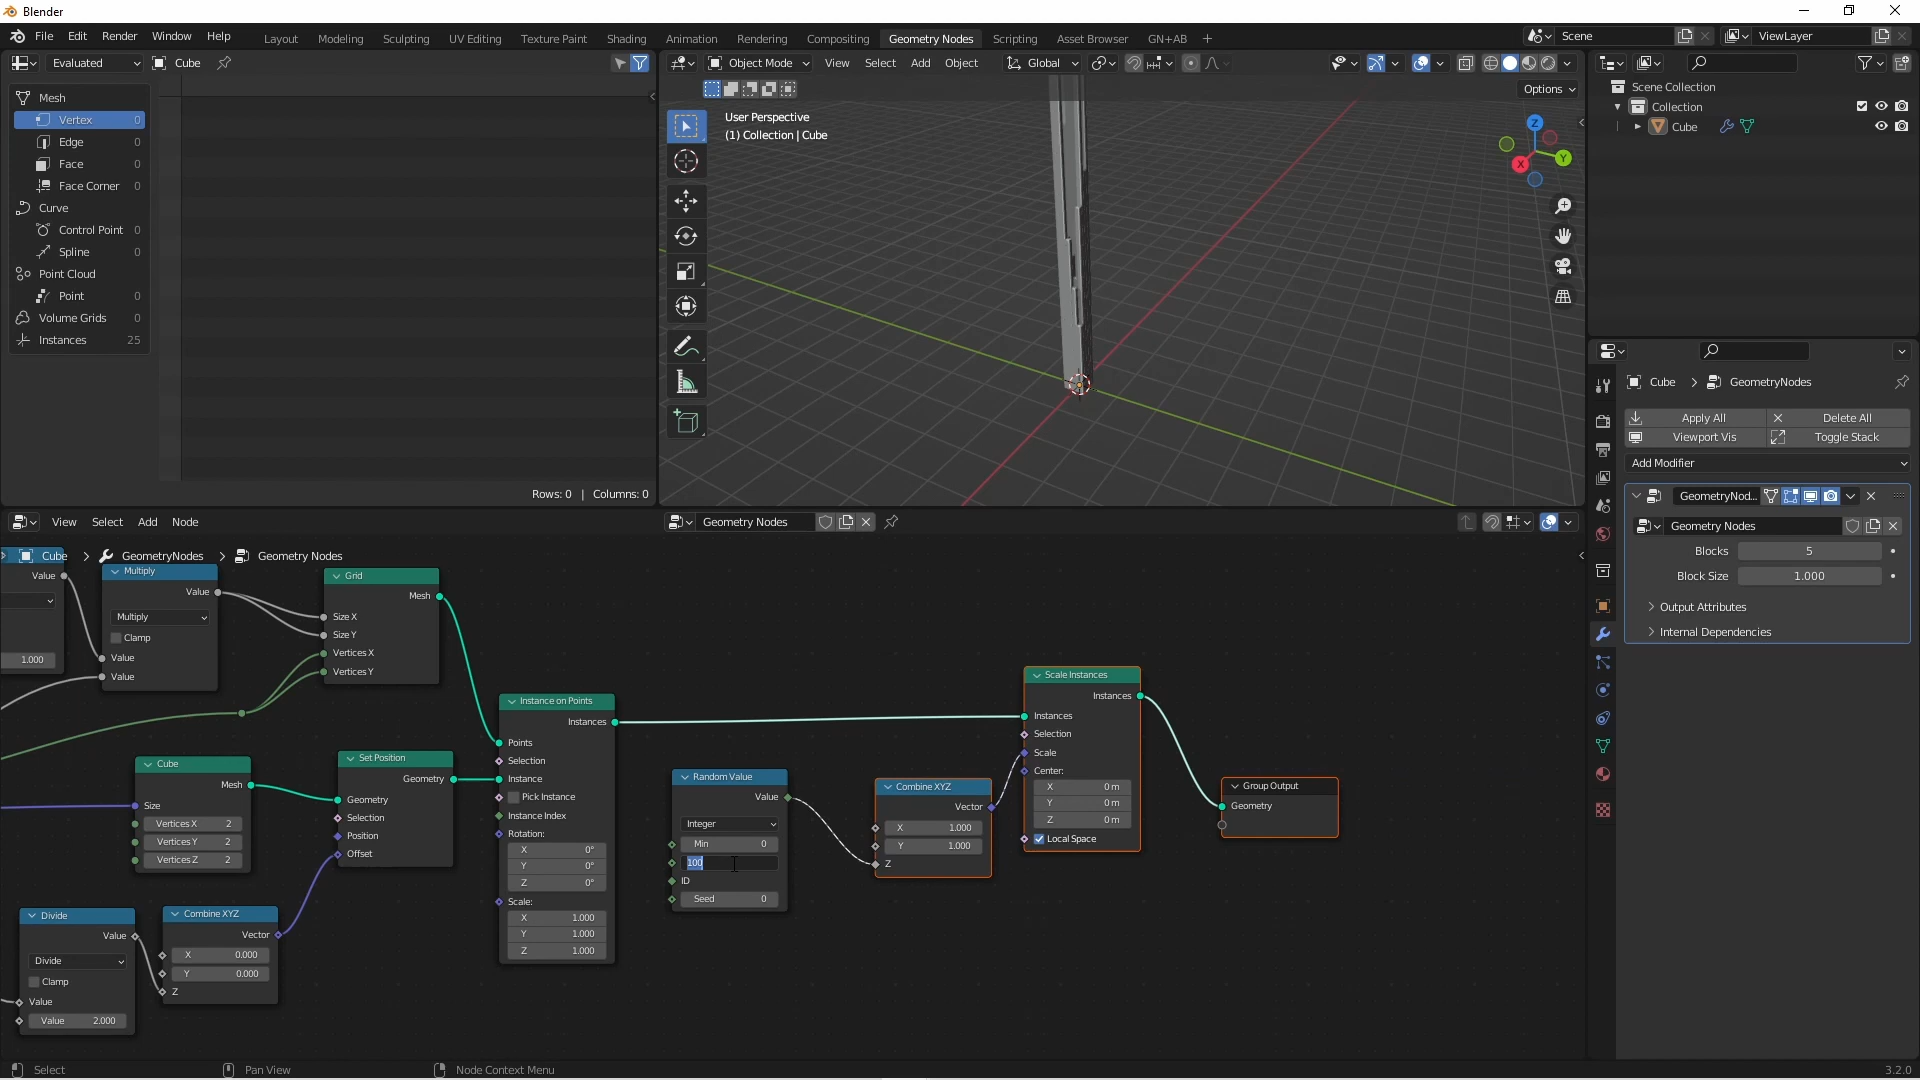 Blender
File Edit Render Window Help
Layout Modeling Sculpting UV Editing Texture Paint Shading Animation Rendering Compositing Geometry Nodes Scripting Asset Browser GN+AB +
Scene
ViewLayer
Evaluated
Cube
Mesh
Vertex 0
Edge 0
Face 0
Face Corner 0
Curve
Control Point 0
Spline 0
Point Cloud
Point 0
Volume Grids 0
Instances 25
Rows: 0 | Columns: 0
Object Mode View Select Add Object
Global
Options
User Perspective
(1) Collection | Cube
Z
Y
X
Scene Collection
Collection
Cube
Cube > GeometryNodes
Apply All
Delete All
Viewport Vis
Toggle Stack
Add Modifier
GeometryNod...
Geometry Nodes
Blocks 5
Block Size 1.000
Output Attributes
Internal Dependencies
View Select Add Node
Geometry Nodes
Cube > GeometryNodes > Geometry Nodes
Value
1.000
Multiply
Value
Multiply
Clamp
Value
Value
Grid
Mesh
Size X
Size Y
Vertices X
Vertices Y
Cube
Mesh
Size
Vertices X 2
Vertices Y 2
Vertices Z 2
Set Position
Geometry
Geometry
Selection
Position
Offset
Divide
Value
Divide
Clamp
Value
Value 2.000
Combine XYZ
Vector
X 0.000
Y 0.000
Z
Instance on Points
Instances
Points
Selection
Instance
Pick Instance
Instance Index
Rotation:
X 0°
Y 0°
Z 0°
Scale:
X 1.000
Y 1.000
Z 1.000
Random Value
Value
Integer
Min 0
100
ID
Seed 0
Combine XYZ
Vector
X 1.000
Y 1.000
Z
Scale Instances
Instances
Instances
Selection
Scale
Center:
X 0 m
Y 0 m
Z 0 m
Local Space
Group Output
Geometry
Select
Pan View
Node Context Menu
3.2.0